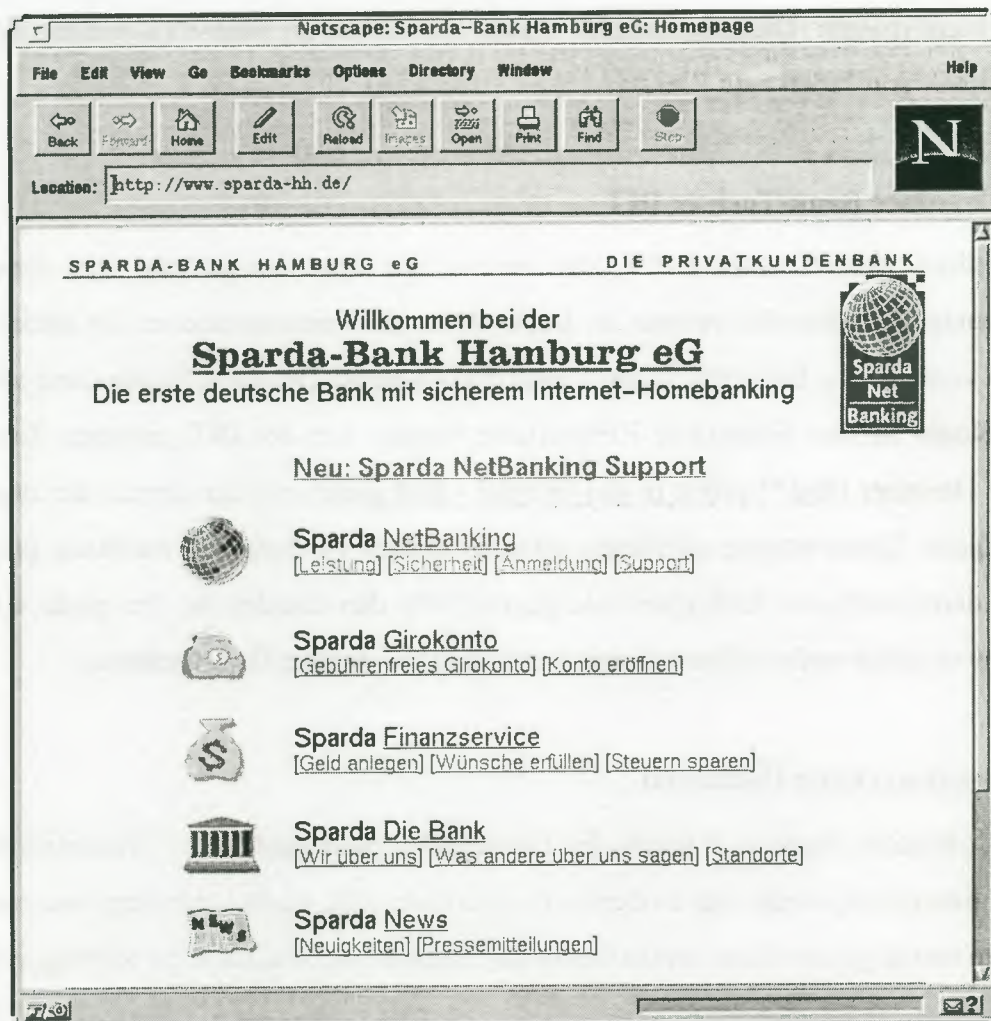 Netscape: Sparda-Bank Hamburg eG: Homepage
File Edit View Go Bookmarks Options Directory Window Help
Back Forward Home Edit Reload Images Open Print Find Stop
N
Location: http://www.sparda-hh.de/
SPARDA-BANK HAMBURG eG DIE PRIVATKUNDENBANK
Willkommen bei der
Sparda-Bank Hamburg eG
Die erste deutsche Bank mit sicherem Internet-Homebanking
Sparda
Net
Banking
Neu: Sparda NetBanking Support
Sparda NetBanking
[Leistung] [Sicherheit] [Anmeldung] [Support]
Sparda Girokonto
[Gebührenfreies Girokonto] [Konto eröffnen]
$
Sparda Finanzservice
[Geld anlegen] [Wünsche erfüllen] [Steuern sparen]
Sparda Die Bank
[Wir über uns] [Was andere über uns sagen] [Standorte]
NEWS
Sparda News
[Neuigkeiten] [Pressemitteilungen]
?